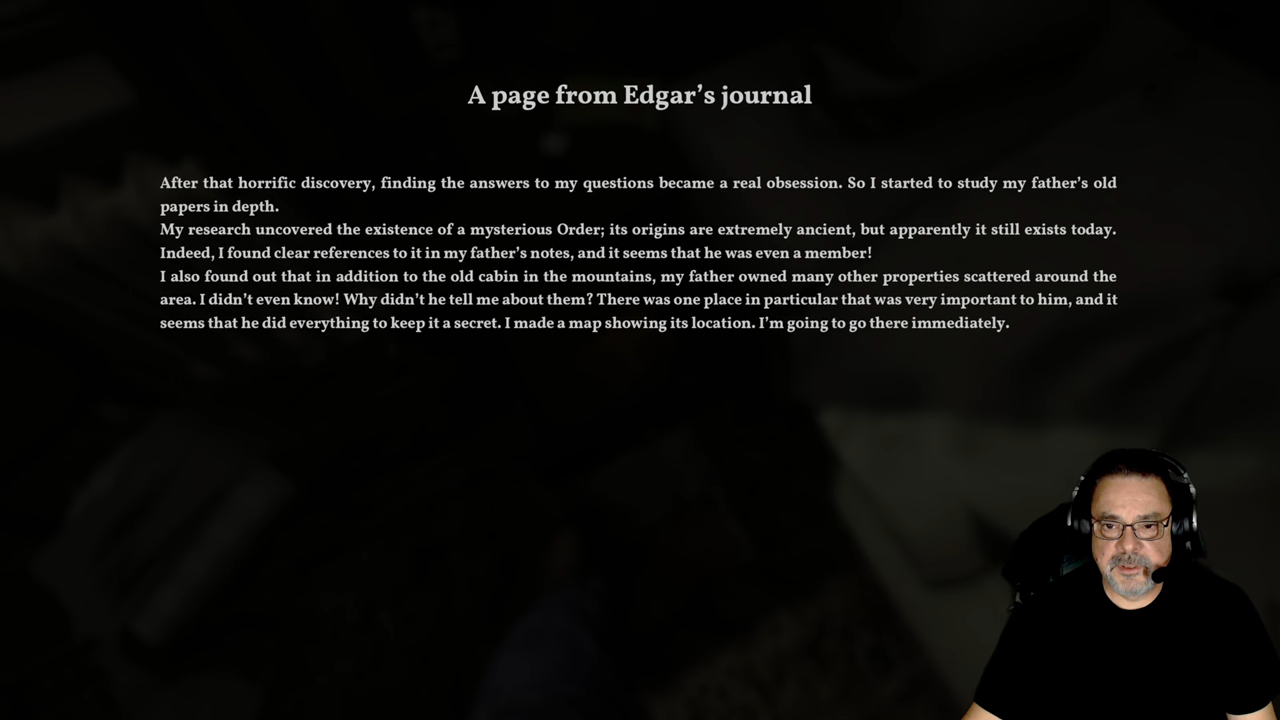 A page from Edgar’s journal
After that horrific discovery, finding the answers to my questions became a real obsession. So I started to study my father’s old
papers in depth.
My research uncovered the existence of a mysterious Order; its origins are extremely ancient, but apparently it still exists today.
Indeed, I found clear references to it in my father’s notes, and it seems that he was even a member!
I also found out that in addition to the old cabin in the mountains, my father owned many other properties scattered around the
area. I didn’t even know! Why didn’t he tell me about them? There was one place in particular that was very important to him, and it
seems that he did everything to keep it a secret. I made a map showing its location. I’m going to go there immediately.